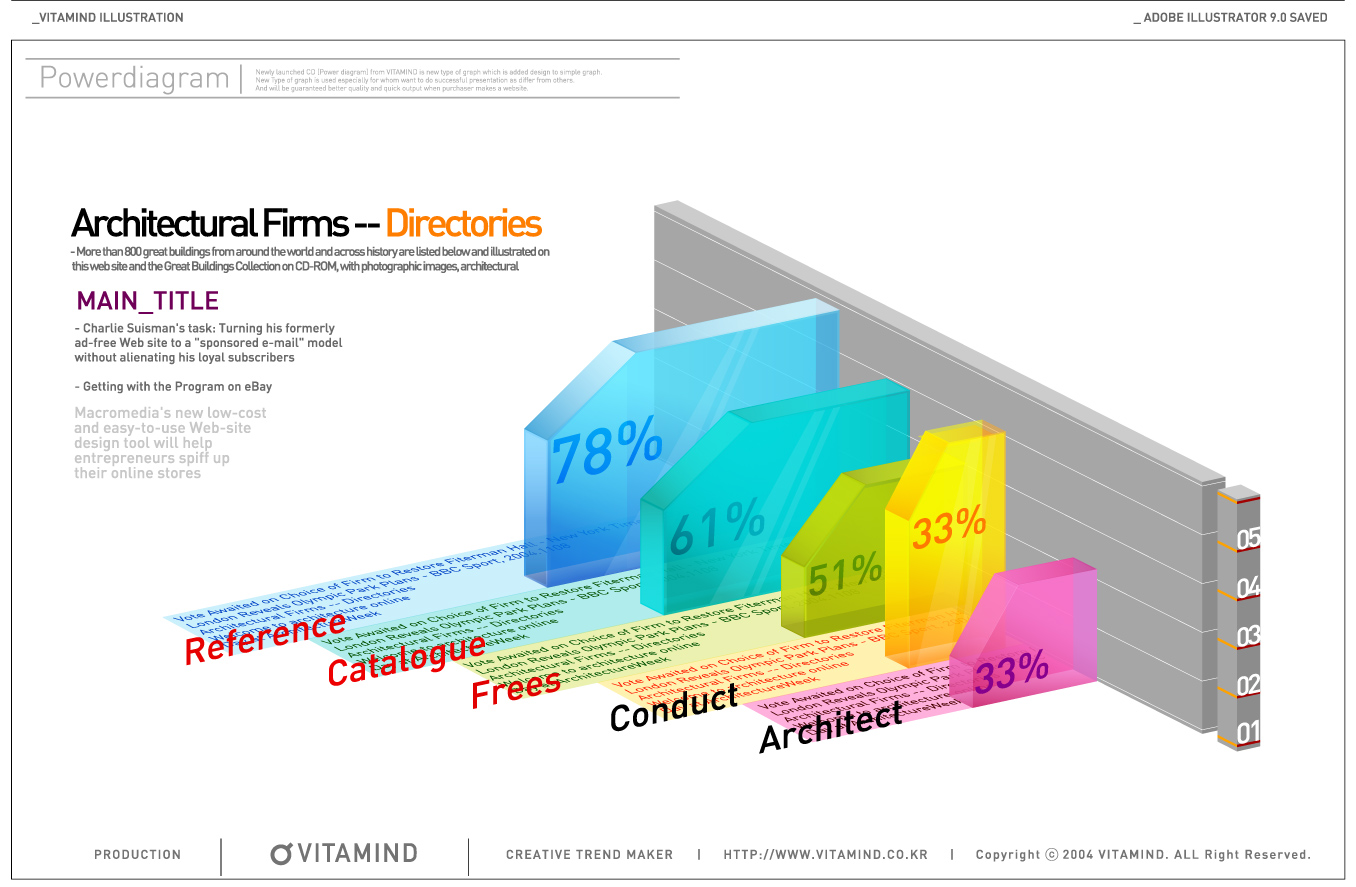 _VITAMIND ILLUSTRATION
_ ADOBE ILLUSTRATOR 9.0 SAVED
Powerdiagram
Newly launched CD (Power diagram) from VITAMIND is new type of graph which is added design to simple graph.
New Type of graph is used especially for whom want to do successful presentation as differ from others.
And will be guaranteed better quality and quick output when purchaser makes a website.
Architectural Firms -- Directories
- More than 800 great buildings from around the world and across history are listed below and illustrated on
this web site and the Great Buildings Collection on CD-ROM, with photographic images, architectural
MAIN_TITLE
- Charlie Suisman's task: Turning his formerly
ad-free Web site to a "sponsored e-mail" model
without alienating his loyal subscribers
- Getting with the Program on eBay
Macromedia's new low-cost
and easy-to-use Web-site
design tool will help
entrepreneurs spiff up
their online stores
78%
61%
51%
33%
33%
05
04
03
02
01
Vote Awaited on Choice of Firm to Restore Fiterman Hall - New York Times
London Reveals Olympic Park Plans - BBC Sport, 2004.1108
Architectural Firms -- Directories
Architecture online
Week
Reference
Vote Awaited on Choice of Firm to Restore Fiterman
London Reveals Olympic Park Plans - BBC Sport
Architectural Firms -- Directories
Architecture online
Week
Catalogue
Vote Awaited on Choice of Firm to Restore Fiterman
London Reveals Olympic Park Plans - BBC Sport
Architectural Firms -- Directories
Architecture online
ArchitectureWeek
Frees
Vote Awaited on Choice of Firm to Restore
London Reveals Olympic Park Plans - BBC
Architectural Firms -- Directories
Architecture online
ArchitectureWeek
Conduct
Vote Awaited on Choice of Firm
London Reveals Olympic Park
Architectural Firms --
Architecture
ArchitectureWeek
Architect
PRODUCTION
VITAMIND
CREATIVE TREND MAKER | HTTP://WWW.VITAMIND.CO.KR | Copyright ⓒ 2004 VITAMIND. ALL Right Reserved.